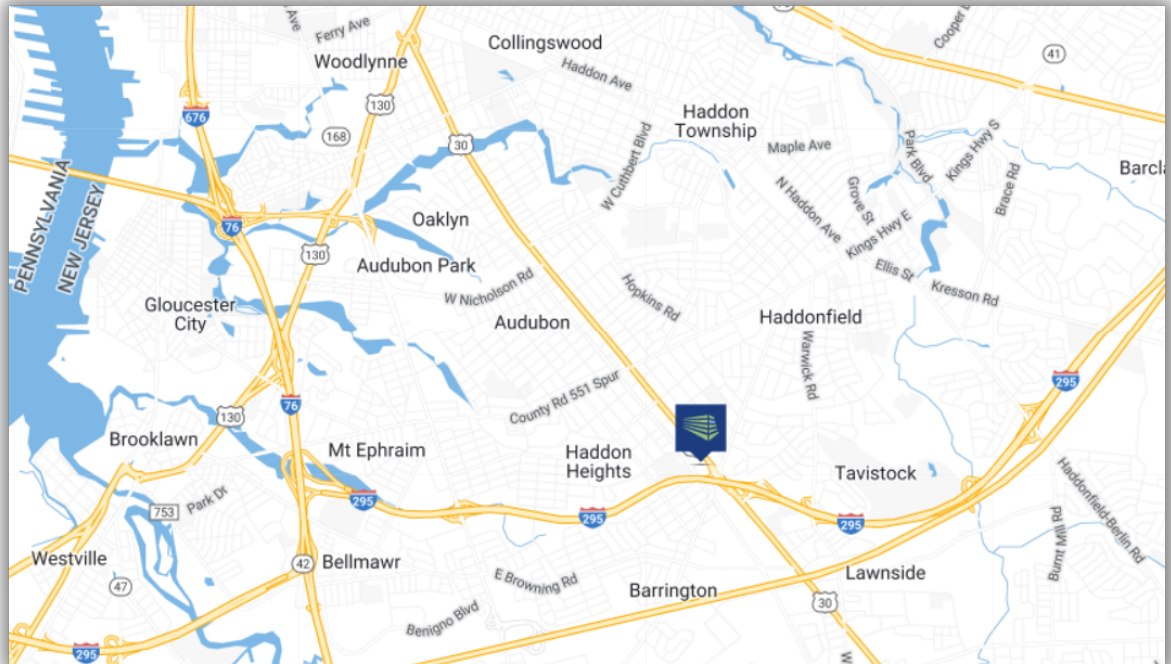 Ferry Ave
Ave
Woodlynne
Collingswood
Haddon Ave
41
676
130
168
30
Haddon
Township
Maple Ave
W Cuthbert Blvd
Park Blvd
Kings Hwy S
Brace Rd
PENNSYLVANIA
NEW JERSEY
76
Oaklyn
130
Audubon Park
W Nicholson Rd
Hopkins Rd
N Haddon Ave
Grove St
Kings Hwy E
Ellis St
Kresson Rd
Gloucester
City
Audubon
Haddonfield
Warwick Rd
295
County Rd 551 Spur
76
130
Brooklawn
Mt Ephraim
Haddon
Heights
Tavistock
753
Park Dr
295
295
295
Haddonfield-Berlin Rd
Burnt Mill Rd
Westville
47
42
Bellmawr
E Browning Rd
Barrington
Lawnside
30
Benigno Blvd
295